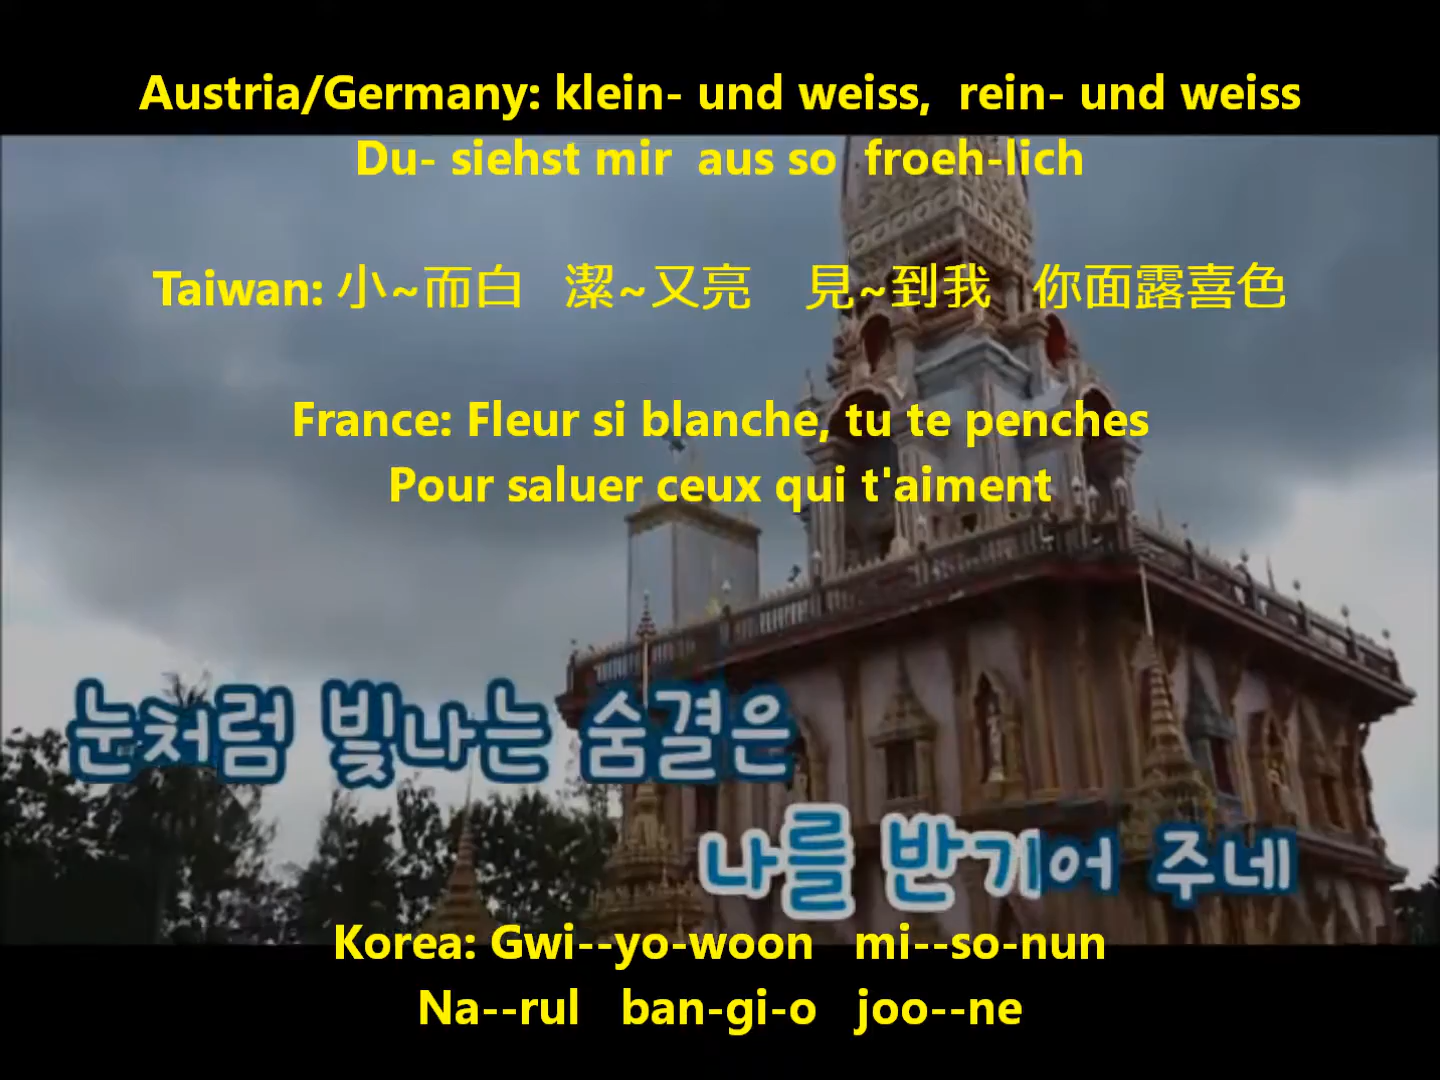 Austria/Germany: klein- und weiss,  rein- und weiss
Du- siehst mir  aus so  froeh-lich
Taiwan: 小~而白   潔~又亮    見~到我   你面露喜色
France: Fleur si blanche, tu te penches
Pour saluer ceux qui t'aiment
눈처럼 빛나는 숨결은
나를 반기어 주네
Korea: Gwi--yo-woon   mi--so-nun
Na--rul   ban-gi-o   joo--ne